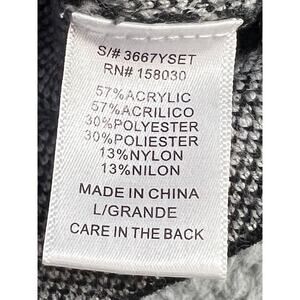 S/# 3667YSET
RN# 158030
57%ACRYLIC
57%ACRILICO
30%POLYESTER
30%POLIESTER
13%NYLON
13%NILON
MADE IN CHINA
L/GRANDE
CARE IN THE BACK